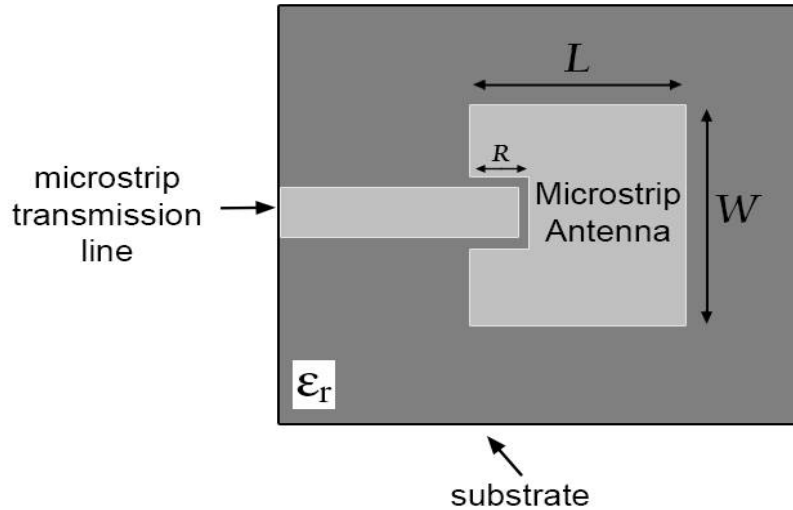 L
R
microstrip
transmission
line
Microstrip
Antenna
W
εr
substrate